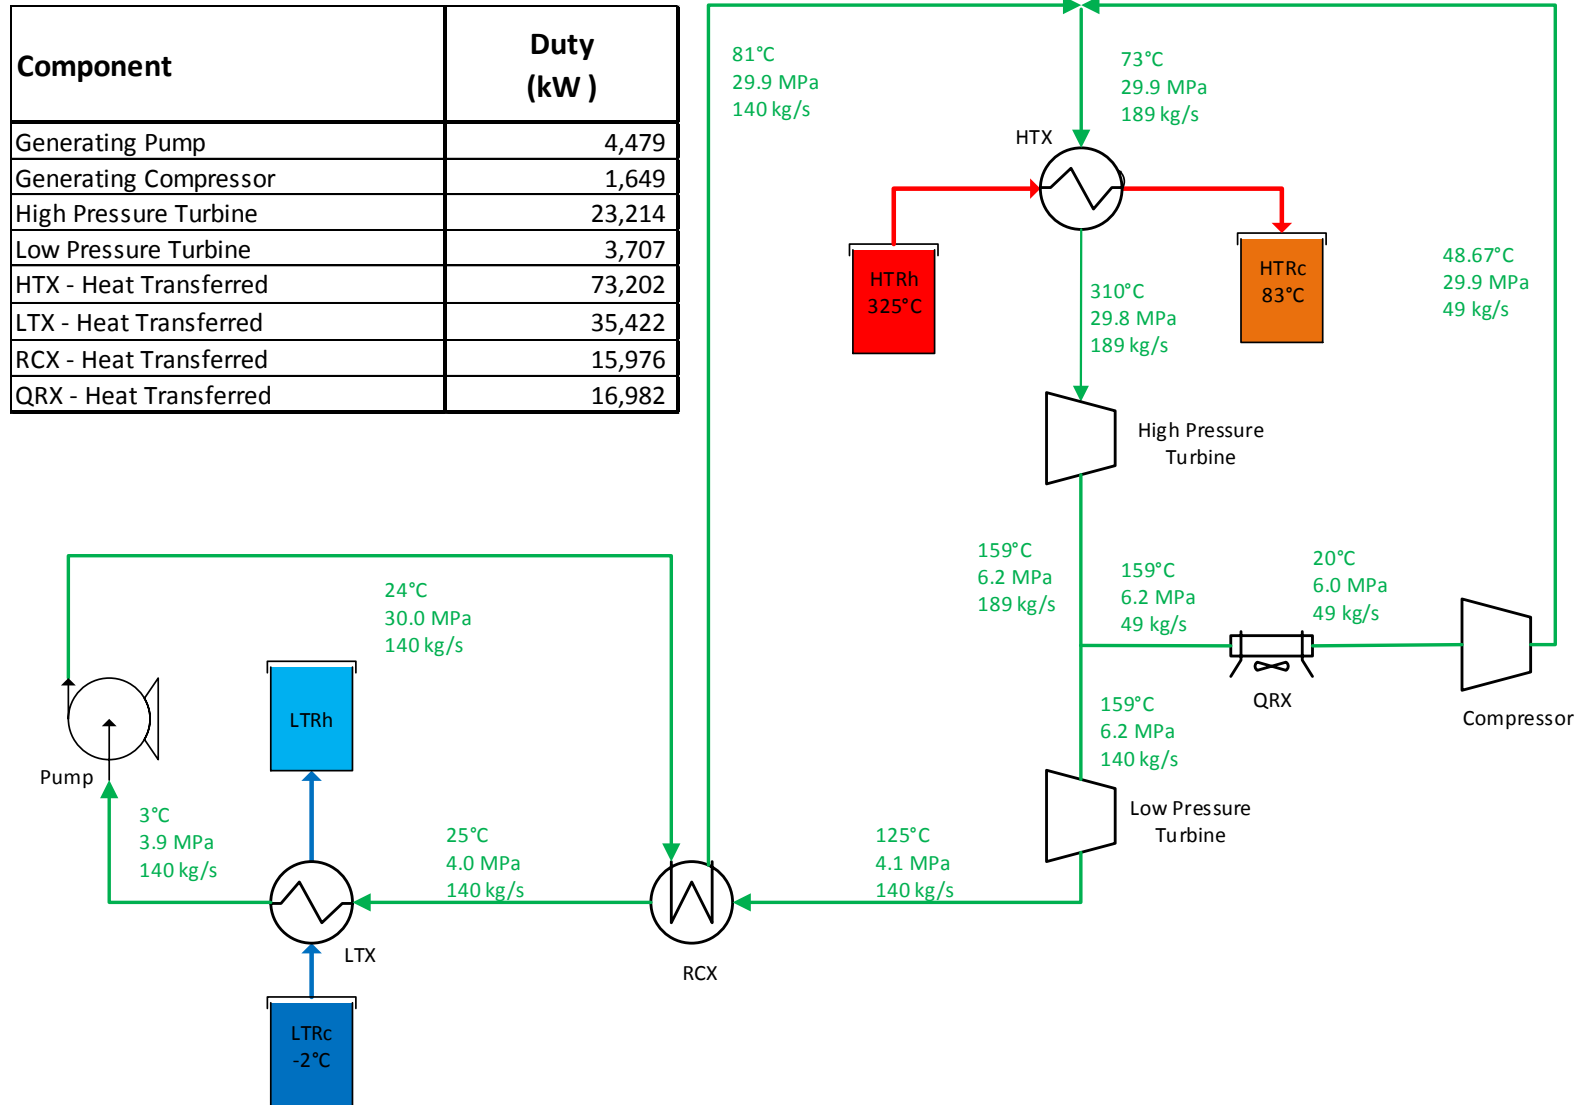 Component Duty (kW )
Generating Pump 4,479
Generating Compressor 1,649
High Pressure Turbine 23,214
Low Pressure Turbine 3,707
HTX - Heat Transferred 73,202
LTX - Heat Transferred 35,422
RCX - Heat Transferred 15,976
QRX - Heat Transferred 16,982
81°C
29.9 MPa
140 kg/s
73°C
29.9 MPa
189 kg/s
HTX
HTRh
325°C
HTRc
83°C
48.67°C
29.9 MPa
49 kg/s
310°C
29.8 MPa
189 kg/s
High Pressure
Turbine
159°C
6.2 MPa
189 kg/s
159°C
6.2 MPa
49 kg/s
20°C
6.0 MPa
49 kg/s
QRX
Compressor
24°C
30.0 MPa
140 kg/s
LTRh
Pump
159°C
6.2 MPa
140 kg/s
Low Pressure
Turbine
3°C
3.9 MPa
140 kg/s
25°C
4.0 MPa
140 kg/s
125°C
4.1 MPa
140 kg/s
LTX
RCX
LTRc
-2°C